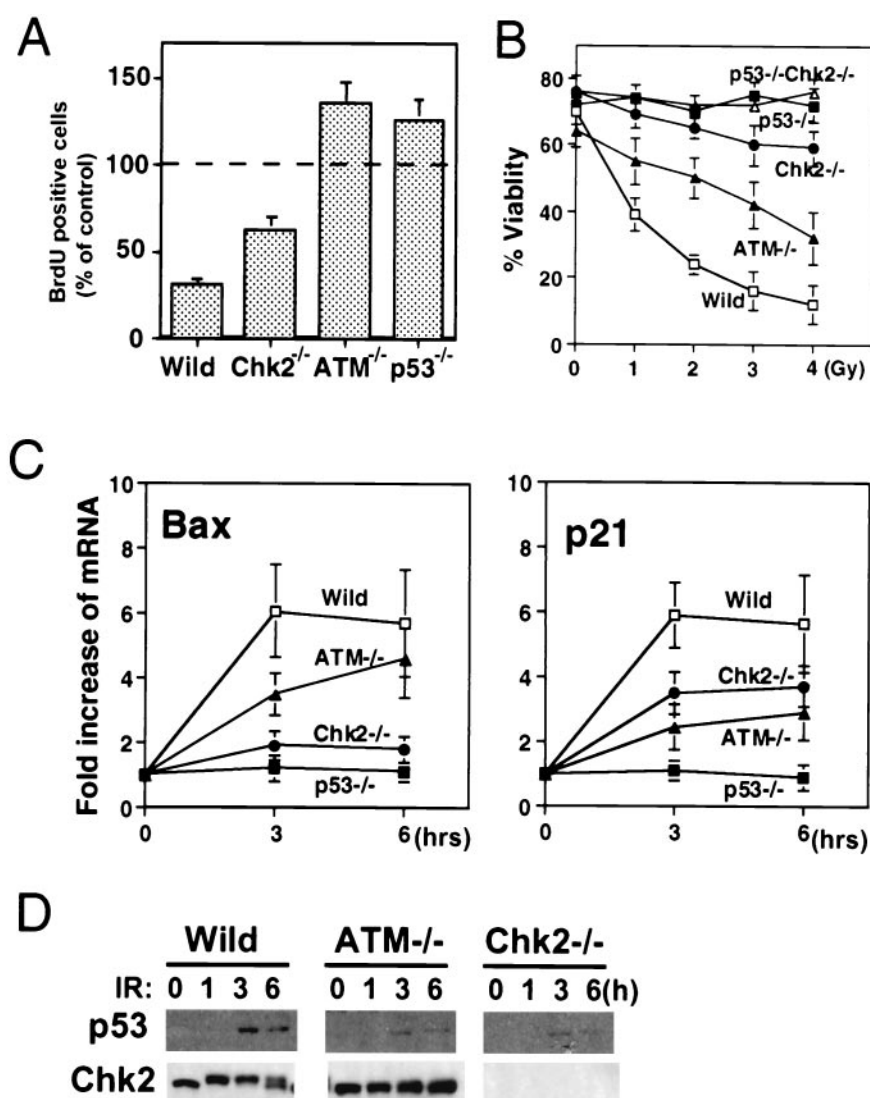 A
BrdU positive cells
(% of control)
150
100
50
0
Wild Chk2-/- ATM-/- p53-/-
B
% Viablity
80
60
40
20
0
p53-/-Chk2-/-
p53-/-
Chk2-/-
ATM-/-
Wild
0 1 2 3 4 (Gy)
C
Fold increase of mRNA
10
8
6
4
2
0
Bax
Wild
ATM-/-
Chk2-/-
p53-/-
0 3 6 (hrs)
10
8
6
4
2
0
p21
Wild
Chk2-/-
ATM-/-
p53-/-
0 3 6 (hrs)
D
Wild ATM-/- Chk2-/-
IR: 0 1 3 6 0 1 3 6 0 1 3 6(h)
p53
Chk2